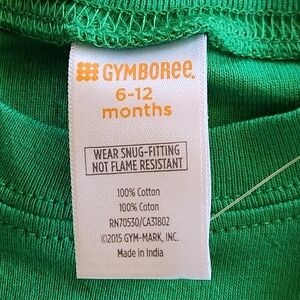 GYMBOREE
6-12
months
WEAR SNUG-FITTING
NOT FLAME RESISTANT
100% Cotton
100% Coton
RN70530/CA31802
©2015 GYM-MARK, INC.
Made in India